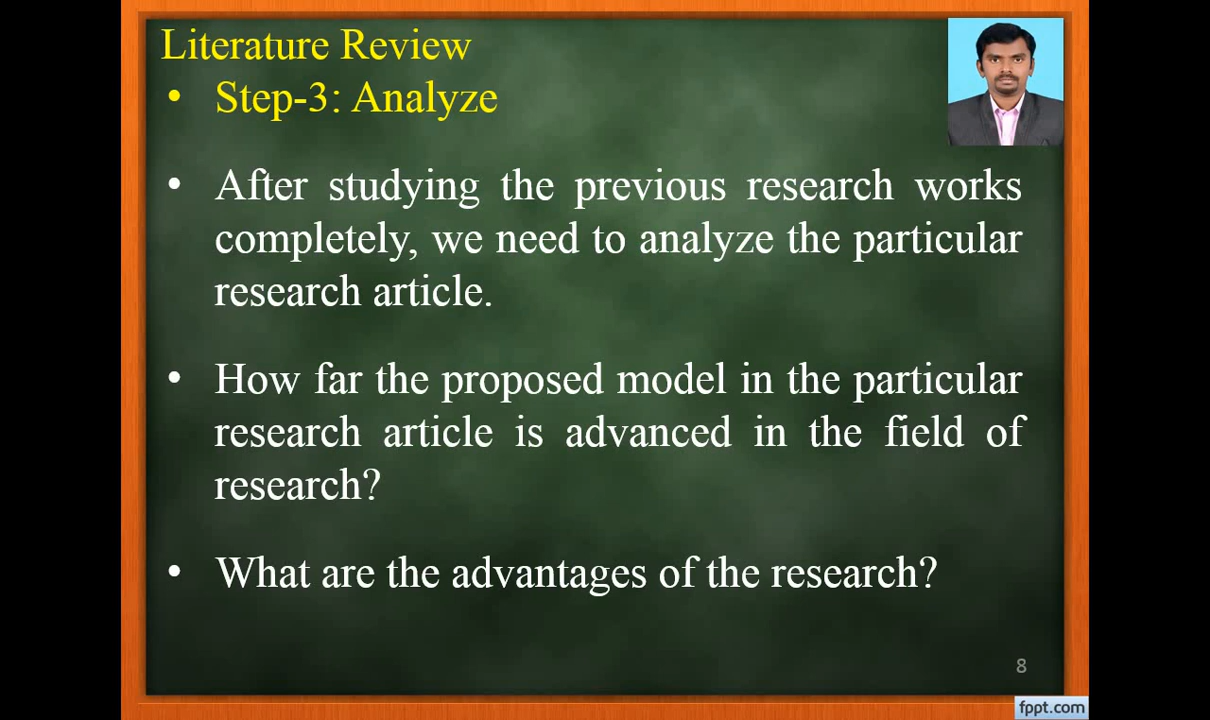 Literature Review
• Step-3: Analyze
• After studying the previous research works
completely, we need to analyze the particular
research article.
• How far the proposed model in the particular
research article is advanced in the field of
research?
• What are the advantages of the research?
8
fppt.com